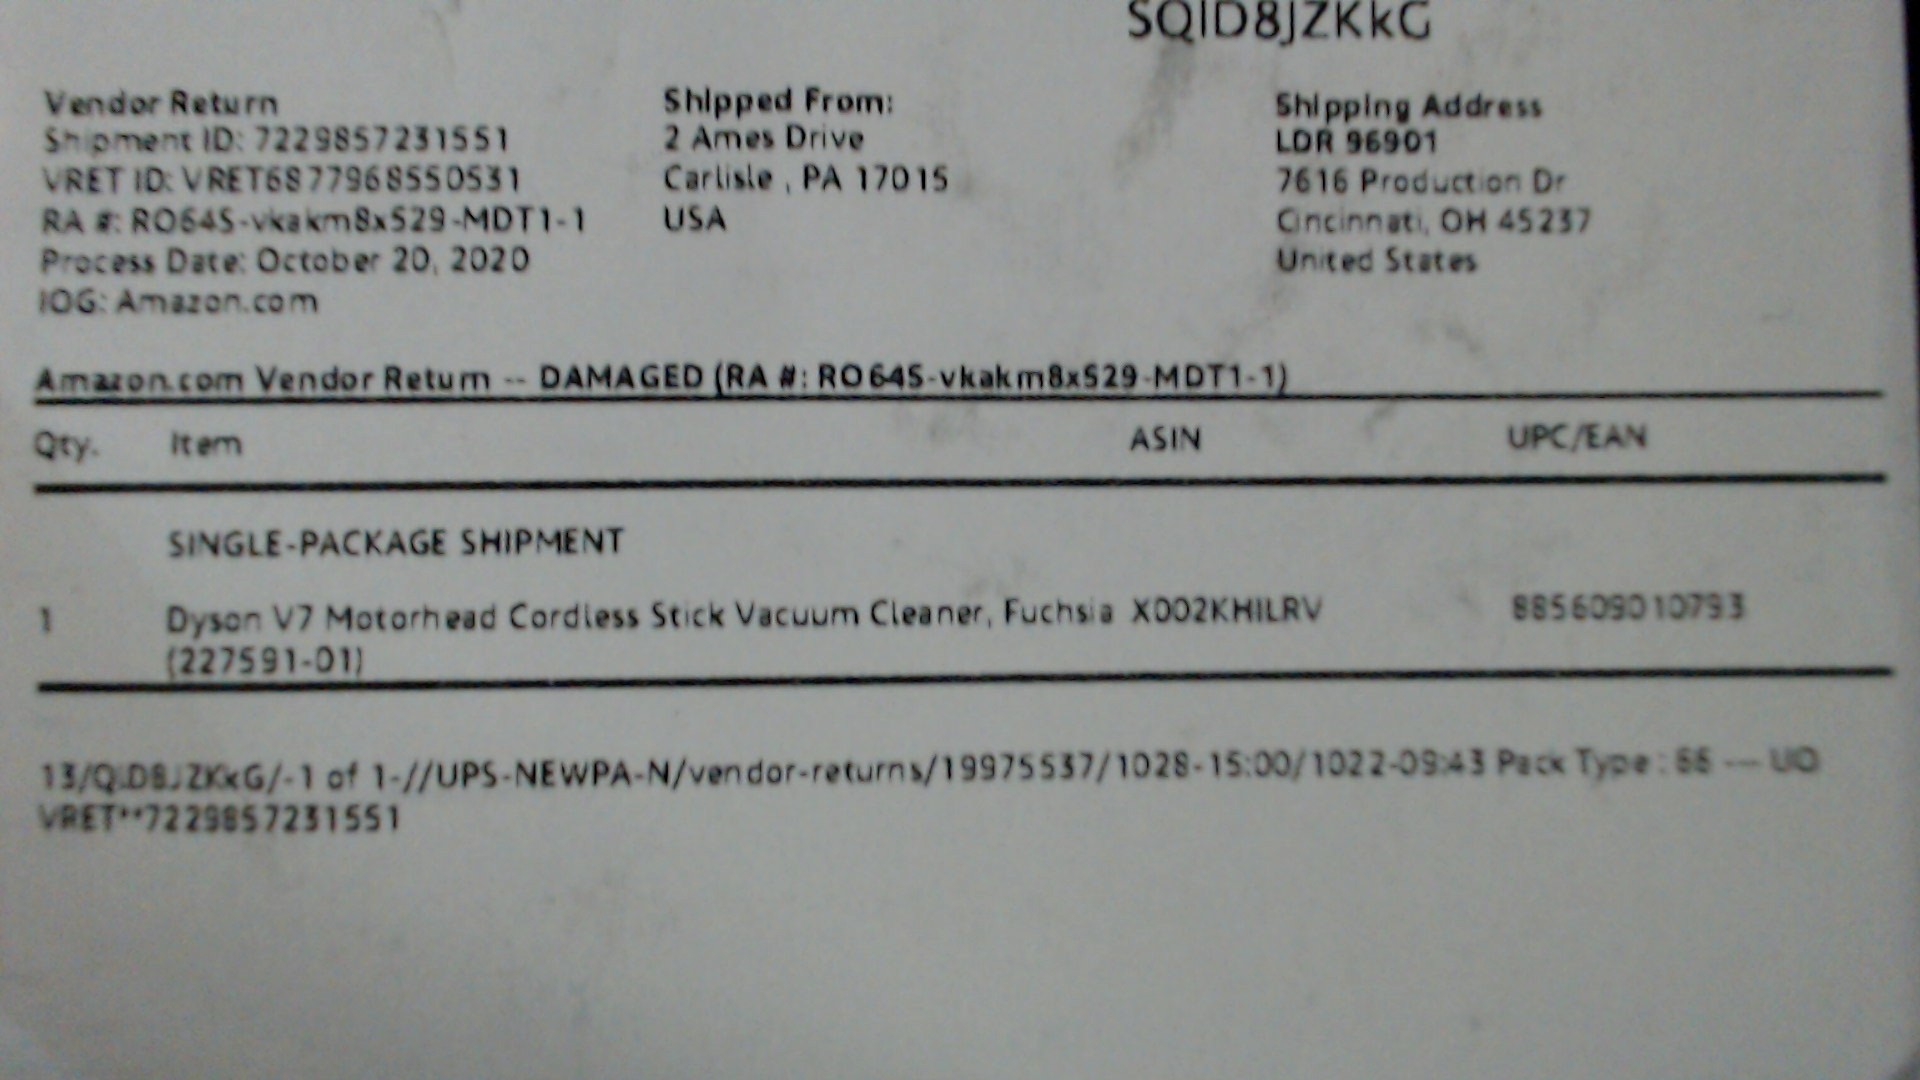 SQID8JZKkG
Vendor Return
Shipment ID: 7229857231551
VRET ID: VRET6877968550531
RA #: RO64S-vkakm8x529-MDT1-1
Process Date: October 20, 2020
IOG: Amazon.com
Shipped From:
2 Ames Drive
Carlisle , PA 17015
USA
Shipping Address
LDR 96901
7616 Production Dr
Cincinnati, OH 45237
United States
Amazon.com Vendor Return -- DAMAGED (RA #: RO64S-vkakm8x529-MDT1-1)
Qty. Item ASIN UPC/EAN
SINGLE-PACKAGE SHIPMENT
1 Dyson V7 Motorhead Cordless Stick Vacuum Cleaner, Fuchsia X002KHILRV 885609010793
(227591-01)
13/QID8JZKkG/-1 of 1-//UPS-NEWPA-N/vendor-returns/19975537/1028-15:00/1022-09:43 Pack Type : 66 ---
VRET**7229857231551